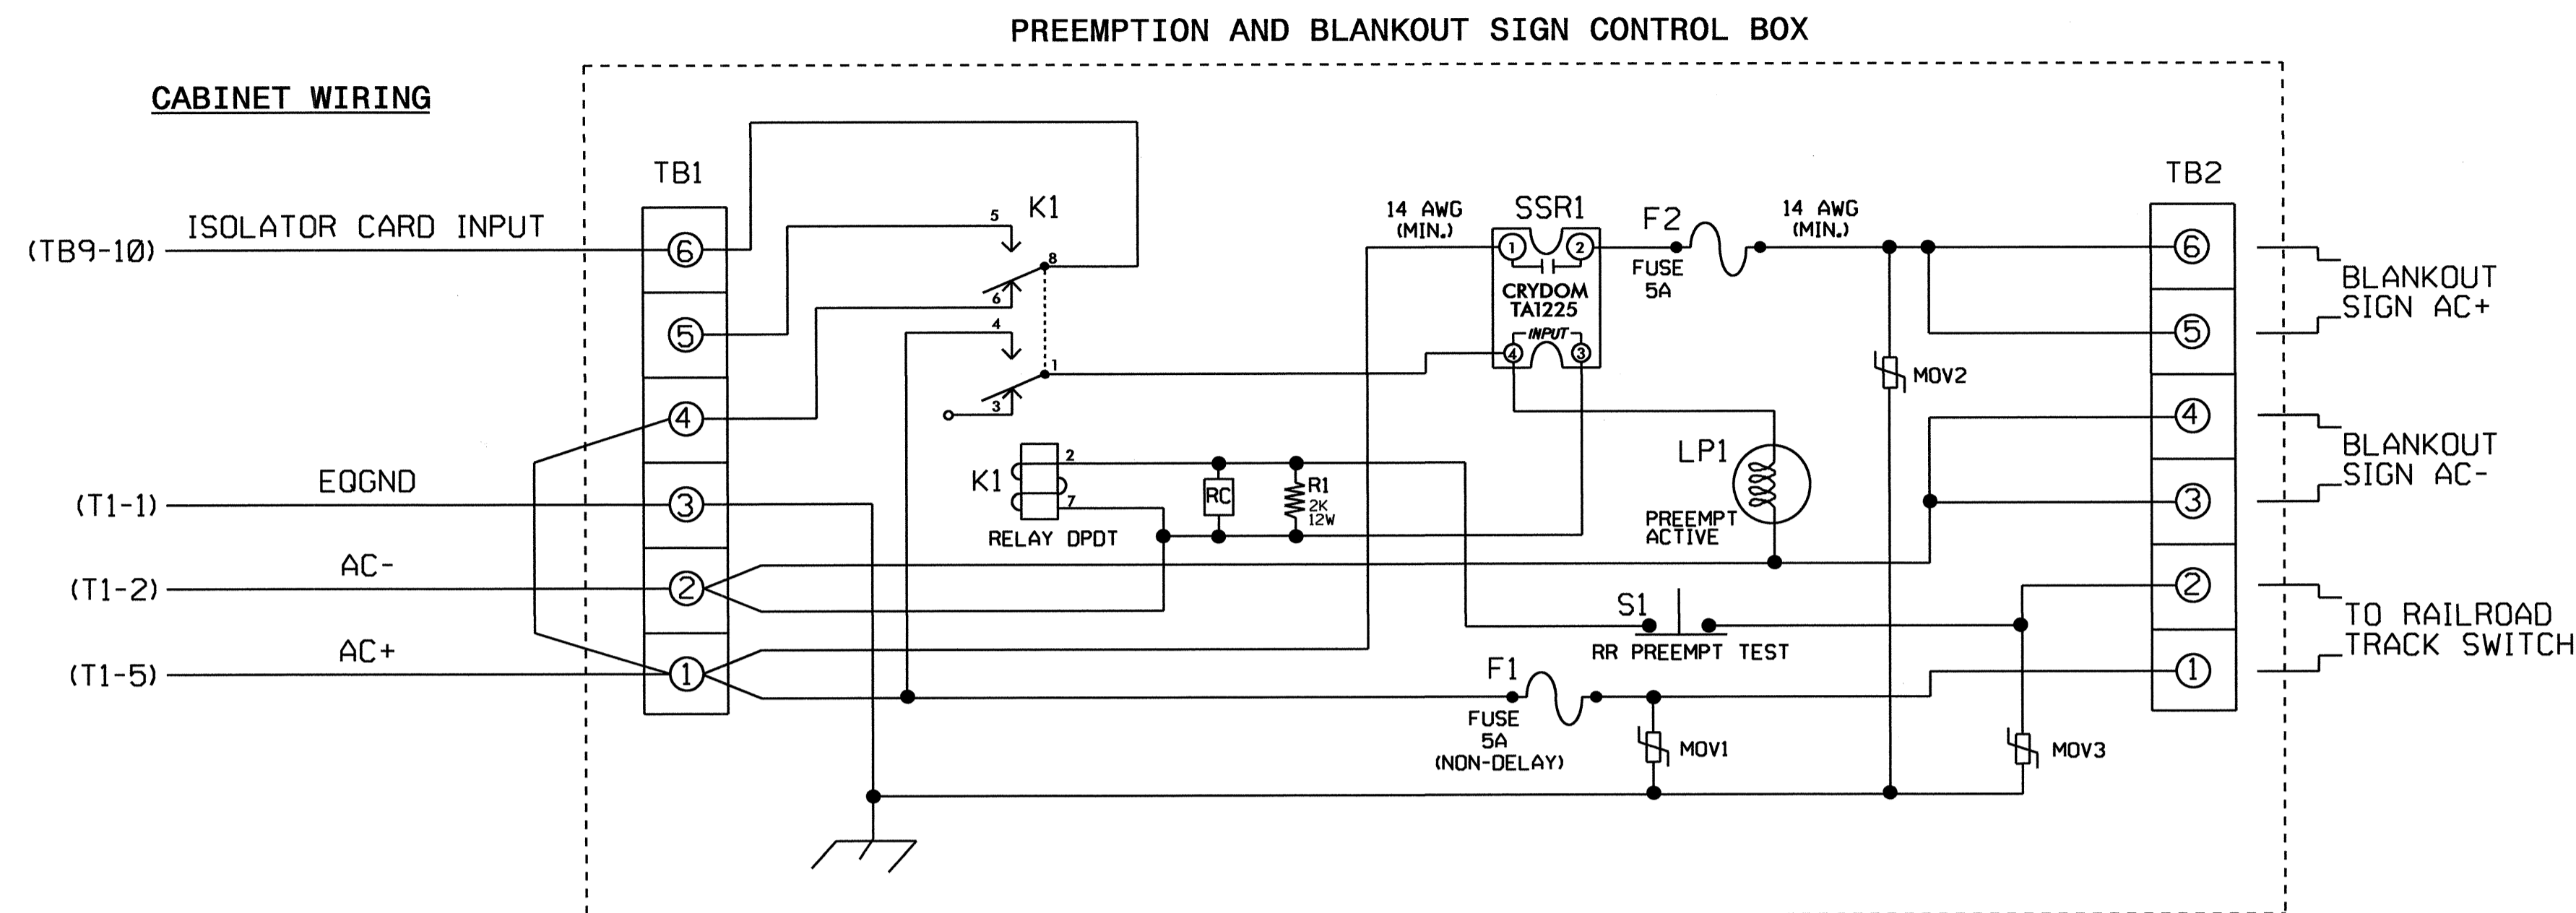 PREEMPTION AND BLANKOUT SIGN CONTROL BOX
CABINET WIRING
TB1
TB2
(TB9-10)
ISOLATOR CARD INPUT
(T1-1)
EQGND
(T1-2)
AC-
(T1-5)
AC+
6
5
4
3
2
1
K1
5
8
6
4
1
3
K1
2
7
RELAY DPDT
RC
R1
2K
12W
14 AWG
(MIN.)
SSR1
1
2
CRYDOM
TA1225
INPUT
4
3
F2
FUSE
5A
14 AWG
(MIN.)
MOV2
LP1
PREEMPT
ACTIVE
S1
RR PREEMPT TEST
F1
FUSE
5A
(NON-DELAY)
MOV1
MOV3
6
5
4
3
2
1
BLANKOUT
SIGN AC+
BLANKOUT
SIGN AC-
TO RAILROAD
TRACK SWITCH